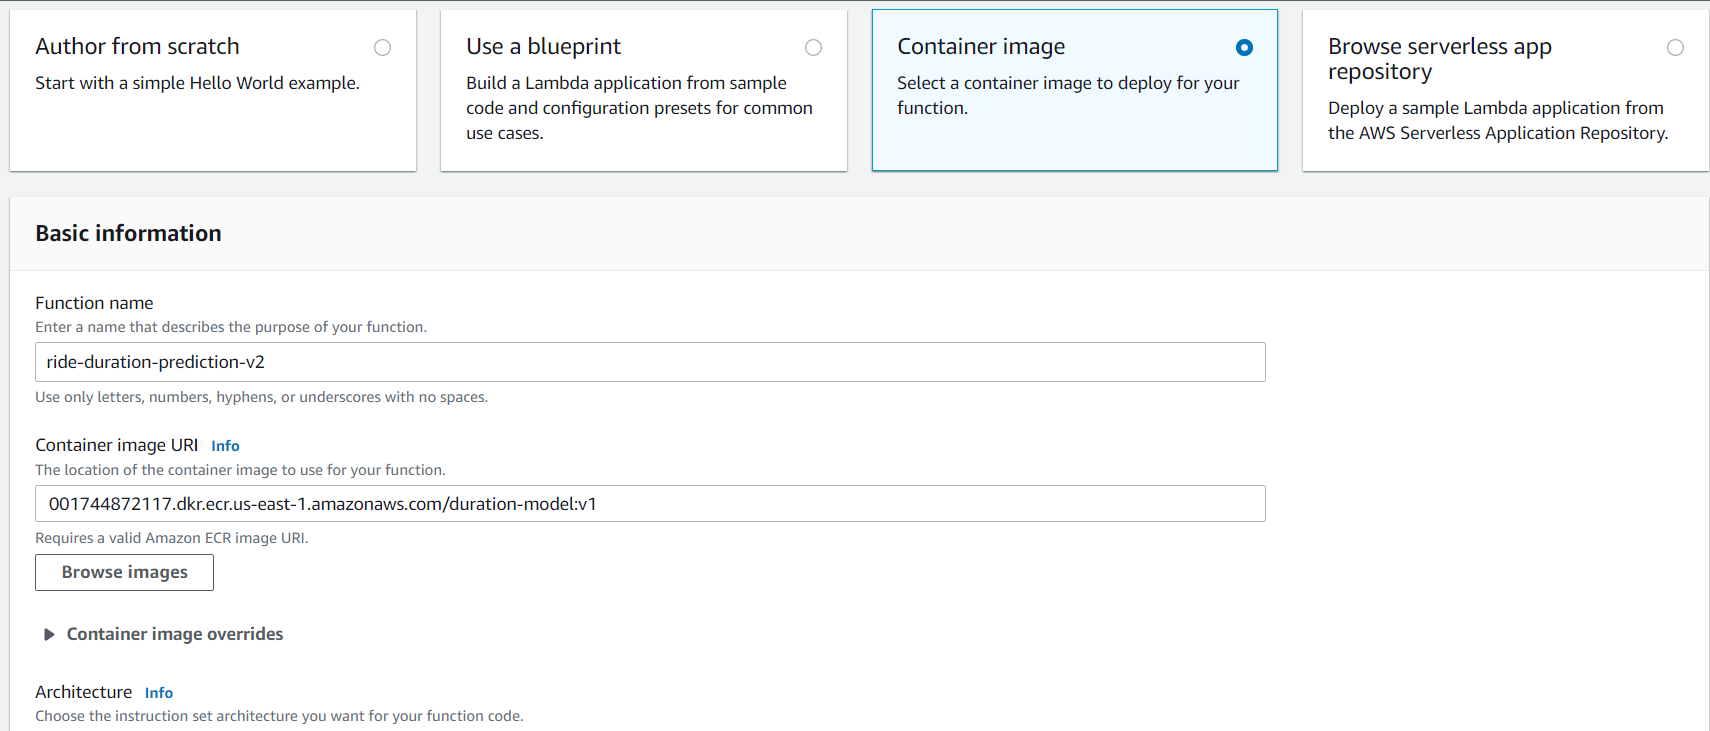 Author from scratch
Start with a simple Hello World example.
Use a blueprint
Build a Lambda application from sample
code and configuration presets for common
use cases.
Container image
Select a container image to deploy for your
function.
Browse serverless app
repository
Deploy a sample Lambda application from
the AWS Serverless Application Repository.
Basic information
Function name
Enter a name that describes the purpose of your function.
ride-duration-prediction-v2
Use only letters, numbers, hyphens, or underscores with no spaces.
Container image URI Info
The location of the container image to use for your function.
001744872117.dkr.ecr.us-east-1.amazonaws.com/duration-model:v1
Requires a valid Amazon ECR image URI.
Browse images
Container image overrides
Architecture Info
Choose the instruction set architecture you want for your function code.